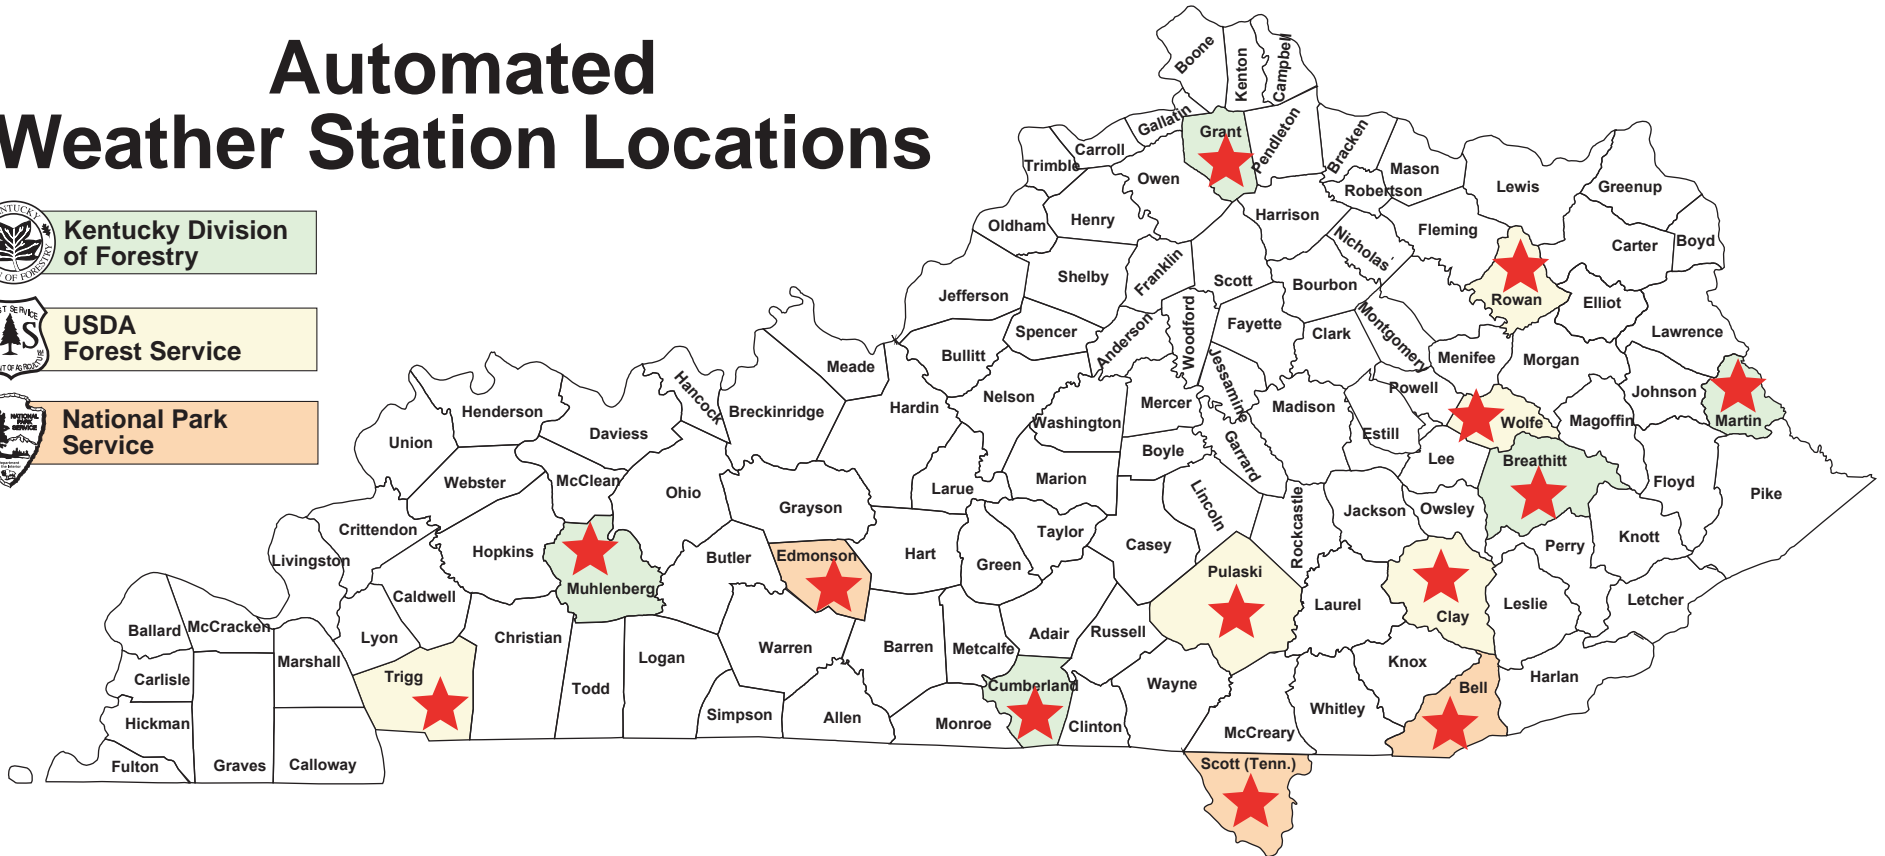 Automated
Weather Station Locations
Kentucky Division
of Forestry
USDA
Forest Service
National Park
Service
NATIONAL
PARK
SERVICE
Boone
Kenton
Campbell
Gallatin
Grant
Pendleton
Bracken
Mason
Carroll
Trimble
Owen
Robertson
Lewis
Greenup
Oldham
Henry
Harrison
Fleming
Nicholas
Carter
Boyd
Shelby
Franklin
Scott
Bourbon
Rowan
Elliot
Jefferson
Spencer
Anderson
Woodford
Fayette
Clark
Montgomery
Lawrence
Bullitt
Menifee
Morgan
Meade
Jessamine
Powell
Johnson
Martin
Hancock
Breckinridge
Hardin
Nelson
Washington
Mercer
Madison
Estill
Wolfe
Magoffin
Henderson
Daviess
Union
Boyle
Garrard
Lee
Breathitt
Webster
McClean
Ohio
Grayson
Larue
Marion
Lincoln
Rockcastle
Jackson
Owsley
Floyd
Pike
Crittendon
Livingston
Hopkins
Butler
Edmonson
Hart
Green
Taylor
Casey
Pulaski
Perry
Knott
Muhlenberg
Caldwell
Laurel
Clay
Leslie
Letcher
Ballard
McCracken
Lyon
Christian
Warren
Barren
Metcalfe
Adair
Russell
Marshall
Logan
Carlisle
Trigg
Todd
Cumberland
Wayne
Knox
Bell
Harlan
Hickman
Simpson
Allen
Monroe
Clinton
McCreary
Whitley
Fulton
Graves
Calloway
Scott (Tenn.)